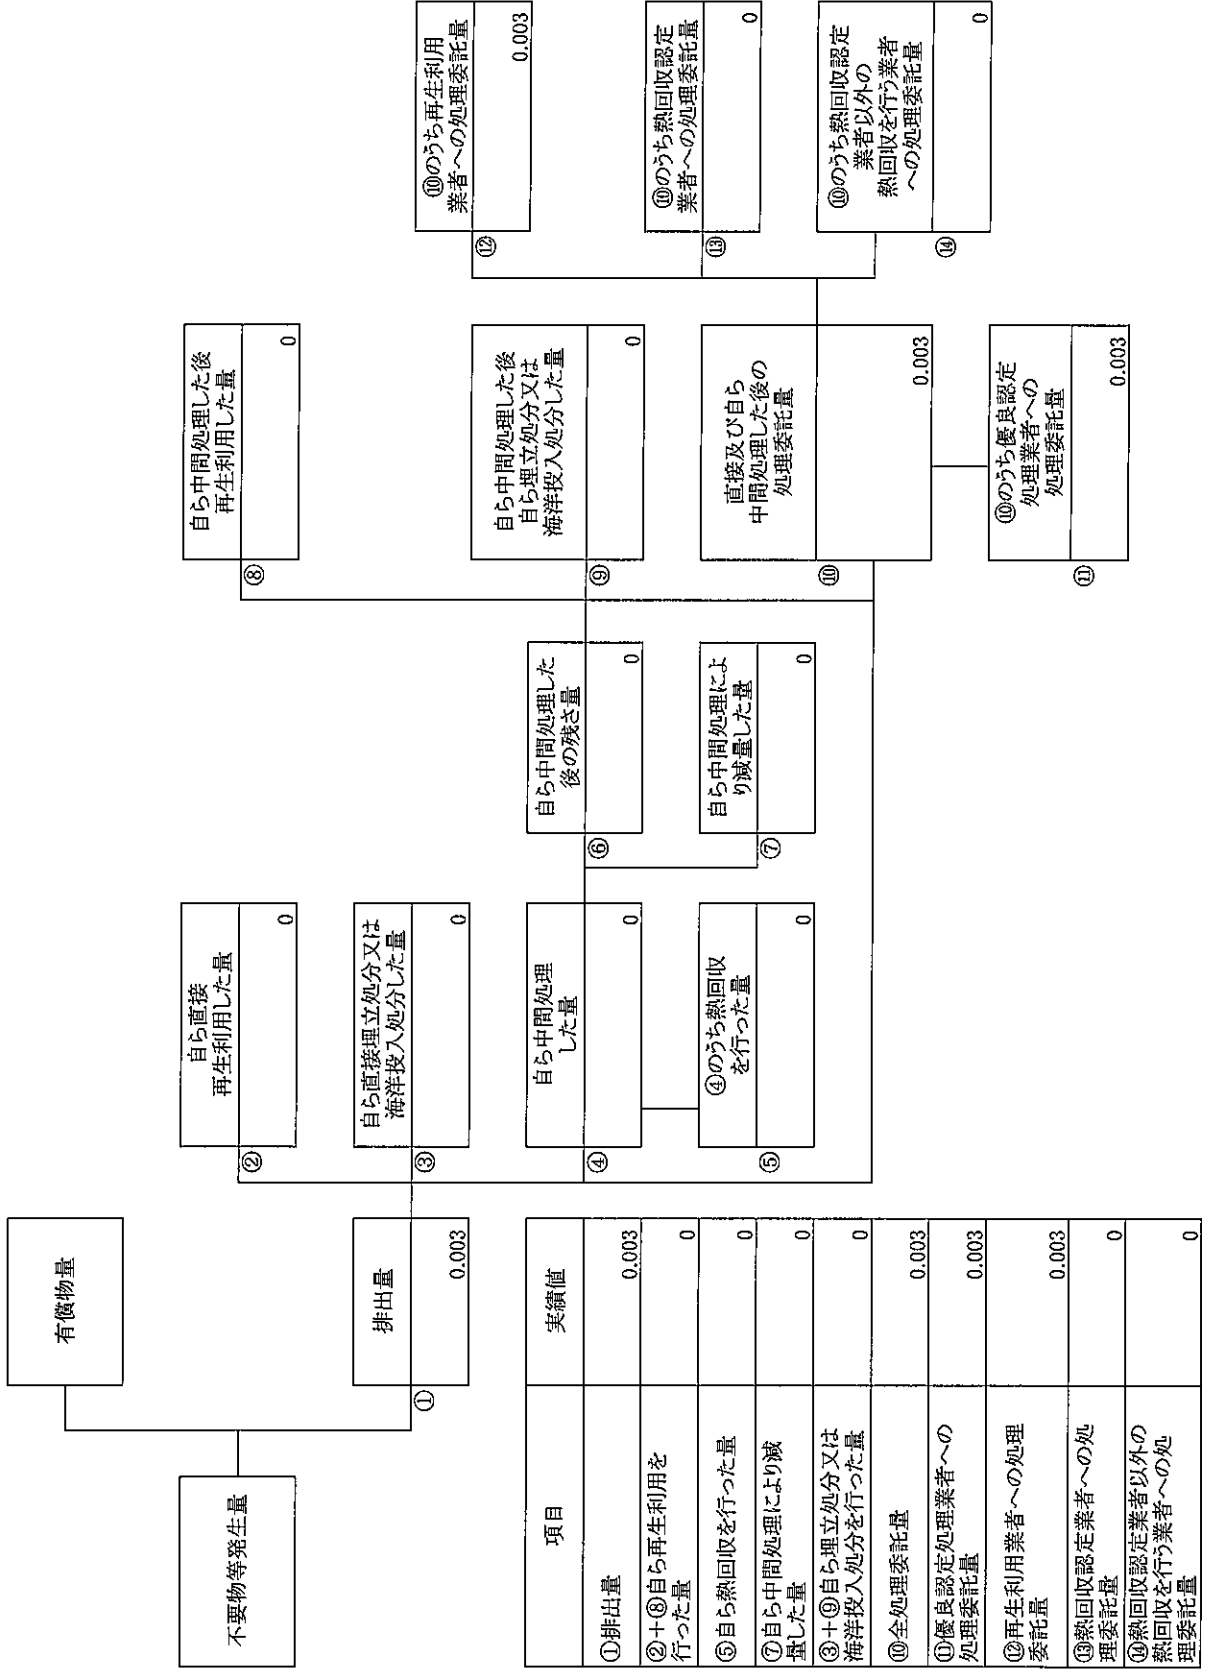 不要物等発生量
有償物量
①
排出量
0.003
②
自ら直接
再生利用した量
0
③
自ら直接埋立処分又は
海洋投入処分した量
0
④
自ら中間処理
した量
0
⑤
④のうち熱回収
を行った量
0
⑥
自ら中間処理した
後の残さ量
0
⑦
自ら中間処理によ
り減量した量
0
⑧
自ら中間処理した後
再生利用した量
0
⑨
自ら中間処理した後
自ら埋立処分又は
海洋投入処分した量
0
⑩
直接及び自ら
中間処理した後の
処理委託量
0.003
⑪
⑩のうち優良認定
処理業者への
処理委託量
0.003
⑫
⑩のうち再生利用
業者への処理委託量
0.003
⑬
⑩のうち熱回収認定
業者への処理委託量
0
⑭
⑩のうち熱回収認定
業者以外の
熱回収を行う業者
への処理委託量
0
項目 実績値
①排出量 0.003
②+⑧自ら再生利用を
行った量 0
⑤自ら熱回収を行った量 0
⑦自ら中間処理により減
量した量 0
③+⑨自ら埋立処分又は
海洋投入処分を行った量 0
⑩全処理委託量 0.003
⑪優良認定処理業者への
処理委託量 0.003
⑫再生利用業者への処理
委託量 0.003
⑬熱回収認定業者への処
理委託量 0
⑭熱回収認定業者以外の
熱回収を行う業者への処
理委託量 0